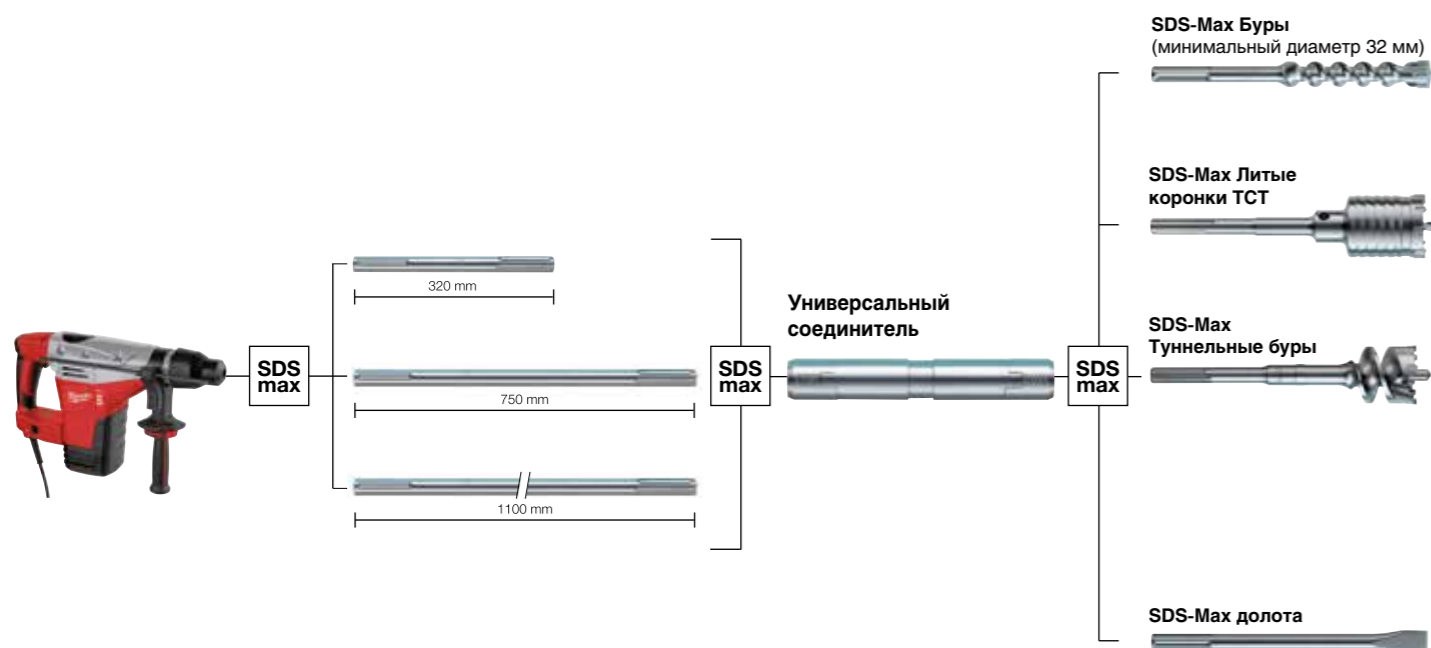 SDS-Max Буры
(минимальный диаметр 32 мм)
SDS-Max Литые
коронки ТСТ
320 mm
Универсальный
соединитель
SDS-Max
Туннельные буры
SDS
max
SDS
max
SDS
max
750 mm
1100 mm
SDS-Max долота